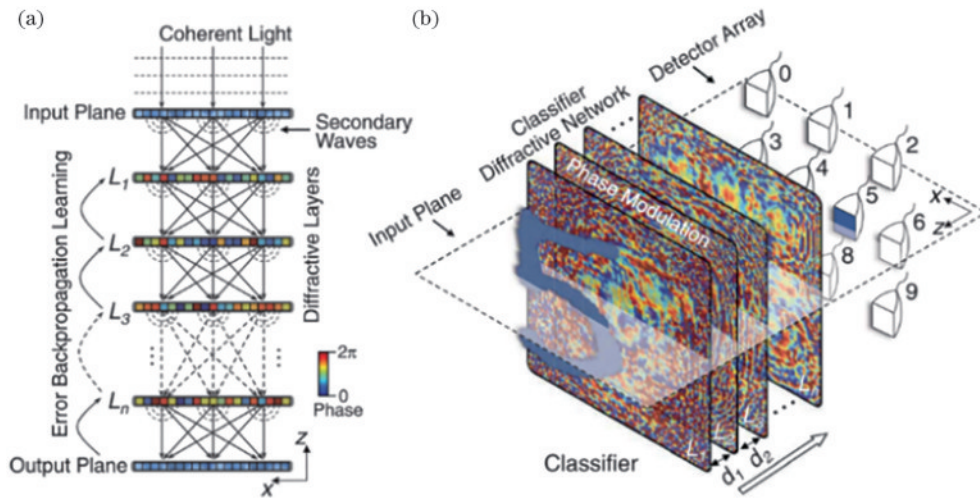 (a)
Coherent Light
Input Plane
Secondary
Waves
L1
L2
L3
Ln
Error Backpropagation Learning
Diffractive Layers
2π
0
Phase
Output Plane
z
x
(b)
Detector Array
Classifier
Diffractive Network
Input Plane
Phase Modulation
0
1
2
3
4
5
6
8
9
x
z
L
L
L
L
d1
d2
Classifier